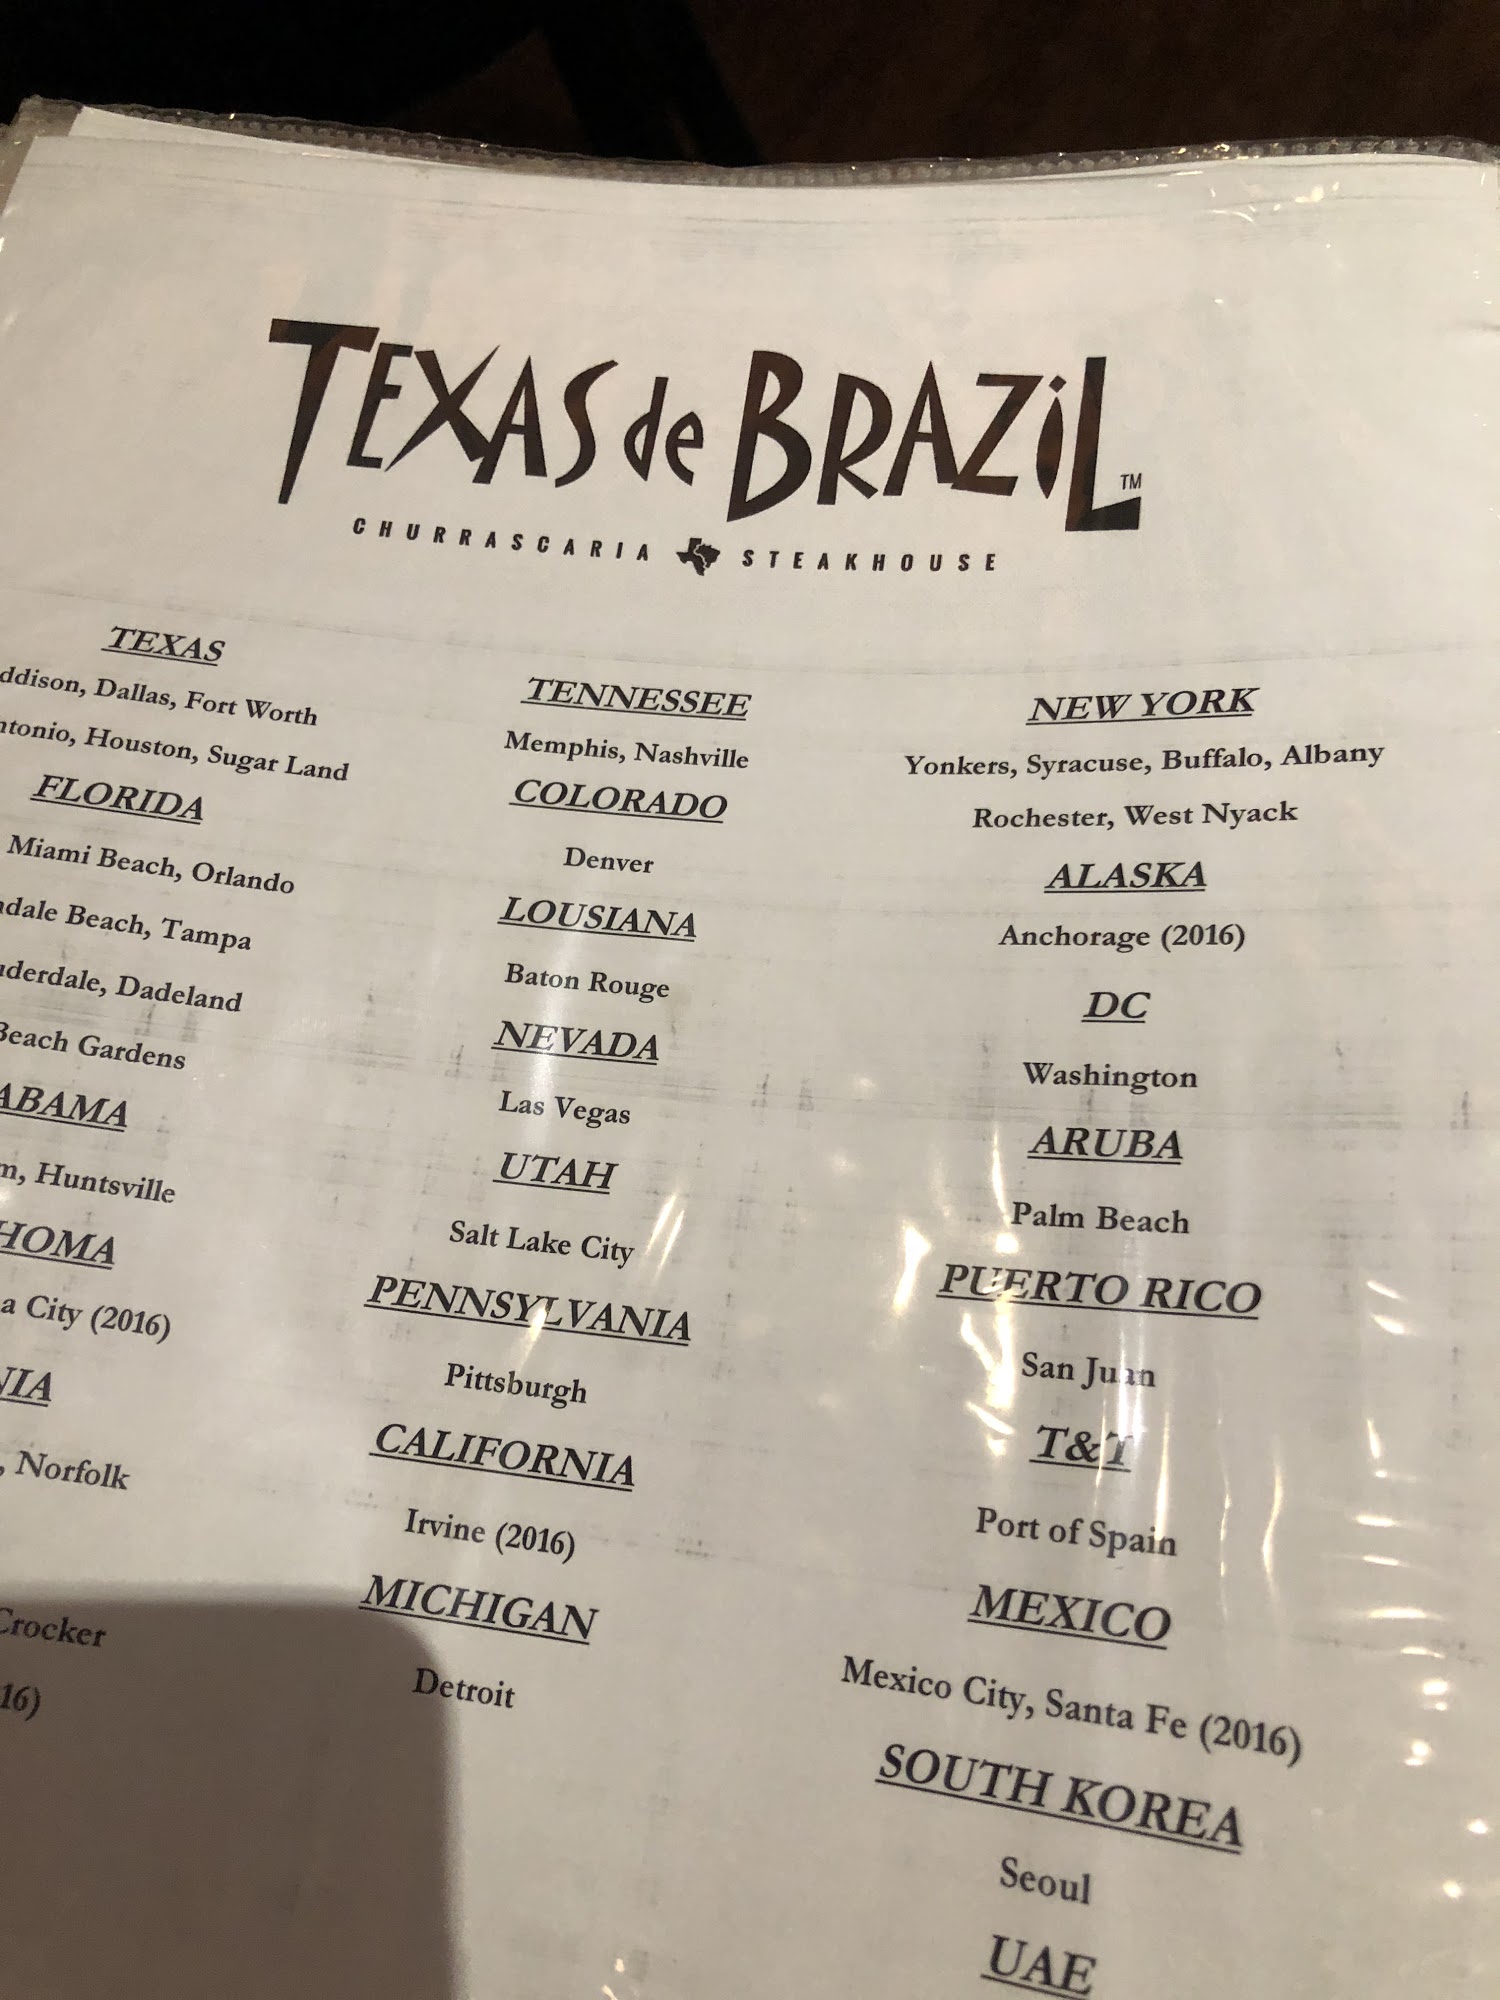 TEXAS de BRAZIL TM
CHURRASCARIA STEAKHOUSE
TEXAS
Dallas, Fort Worth
Houston, Sugar Land
FLORIDA
Miami Beach, Orlando
Beach, Tampa
Dadeland
Beach Gardens
Huntsville
City (2016)
Norfolk
Crocker
TENNESSEE
Memphis, Nashville
COLORADO
Denver
LOUSIANA
Baton Rouge
NEVADA
Las Vegas
UTAH
Salt Lake City
PENNSYLVANIA
Pittsburgh
CALIFORNIA
Irvine (2016)
MICHIGAN
Detroit
NEW YORK
Yonkers, Syracuse, Buffalo, Albany
Rochester, West Nyack
ALASKA
Anchorage (2016)
DC
Washington
ARUBA
Palm Beach
PUERTO RICO
San Juan
T&T
Port of Spain
MEXICO
Mexico City, Santa Fe (2016)
SOUTH KOREA
Seoul
UAE